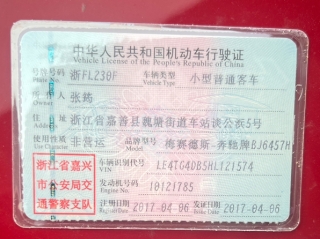 中华人民共和国机动车行驶证
Vehicle License of the People's Republic of China
号牌号码 浙FL230F 车辆类型 小型普通客车
Vehicle Type
所有人 张鹓
Owner
住址 浙江省嘉善县魏塘街道车站谈公浜5号
使用性质 非营运 品牌型号 梅赛德斯-奔驰牌BJ6457H
Use Character Model
浙江省嘉兴
市公安局交
通警察支队
车辆识别代号 LE4TG4DB5HL121574
VIN
发动机号码 10121785
Engine No.
注册日期 2017-04-06 发证日期 2017-04-06
Register Date Issue Date